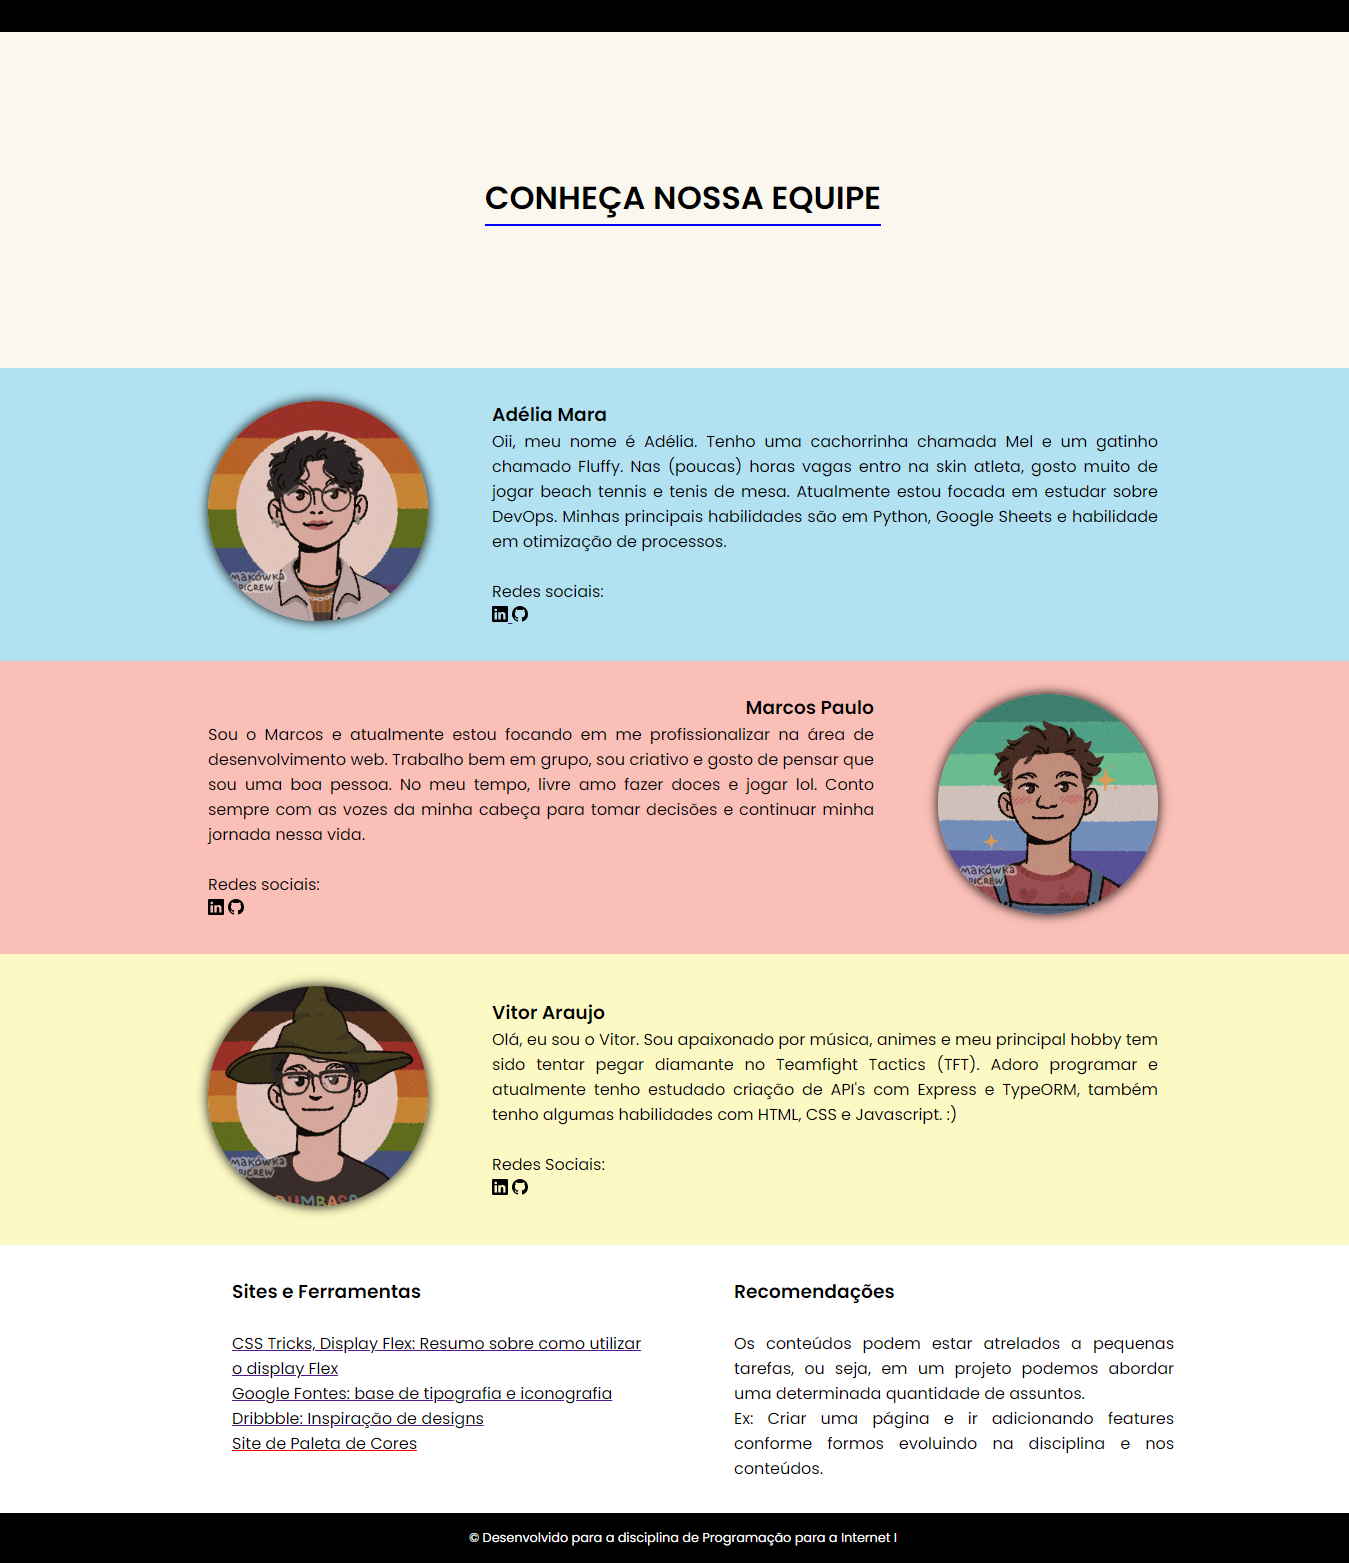 CONHEÇA NOSSA EQUIPE
Adélia Mara
Oii, meu nome é Adélia. Tenho uma cachorrinha chamada Mel e um gatinho
chamado Fluffy. Nas (poucas) horas vagas entro na skin atleta, gosto muito de
jogar beach tennis e tenis de mesa. Atualmente estou focada em estudar sobre
DevOps. Minhas principais habilidades são em Python, Google Sheets e habilidade
em otimização de processos.
Redes sociais:
MAKÓWKA
PICREW
Marcos Paulo
Sou o Marcos e atualmente estou focando em me profissionalizar na área de
desenvolvimento web. Trabalho bem em grupo, sou criativo e gosto de pensar que
sou uma boa pessoa. No meu tempo, livre amo fazer doces e jogar lol. Conto
sempre com as vozes da minha cabeça para tomar decisões e continuar minha
jornada nessa vida.
Redes sociais:
MAKÓWKA
PICREW
Vitor Araujo
Olá, eu sou o Vitor. Sou apaixonado por música, animes e meu principal hobby tem
sido tentar pegar diamante no Teamfight Tactics (TFT). Adoro programar e
atualmente tenho estudado criação de API's com Express e TypeORM, também
tenho algumas habilidades com HTML, CSS e Javascript. :)
Redes Sociais:
MAKÓWKA
PICREW
DUMBASS
Sites e Ferramentas
CSS Tricks, Display Flex: Resumo sobre como utilizar
o display Flex
Google Fontes: base de tipografia e iconografia
Dribbble: Inspiração de designs
Site de Paleta de Cores
Recomendações
Os conteúdos podem estar atrelados a pequenas
tarefas, ou seja, em um projeto podemos abordar
uma determinada quantidade de assuntos.
Ex: Criar uma página e ir adicionando features
conforme formos evoluindo na disciplina e nos
conteúdos.
© Desenvolvido para a disciplina de Programação para a Internet I